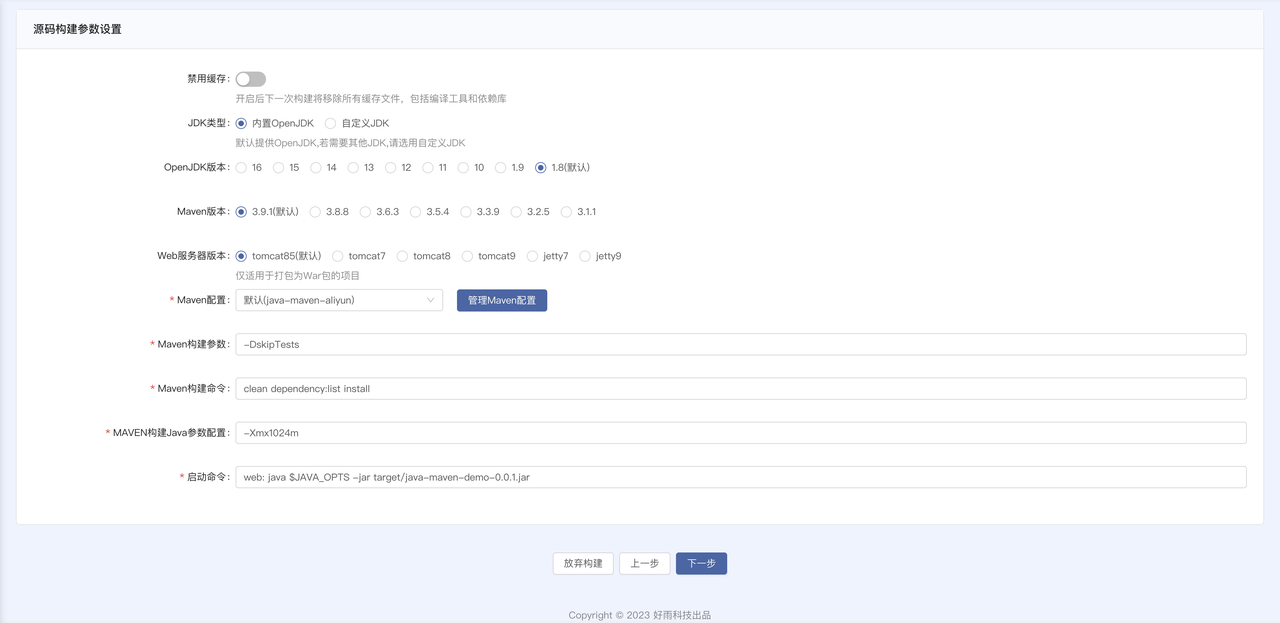 源码构建参数设置
禁用缓存:
开启后下一次构建将移除所有缓存文件，包括编译工具和依赖库
JDK类型: 内置OpenJDK 自定义JDK
默认提供OpenJDK,若需要其他JDK,请选用自定义JDK
OpenJDK版本: 16 15 14 13 12 11 10 1.9 1.8(默认)
Maven版本: 3.9.1(默认) 3.8.8 3.6.3 3.5.4 3.3.9 3.2.5 3.1.1
Web服务器版本: tomcat85(默认) tomcat7 tomcat8 tomcat9 jetty7 jetty9
仅适用于打包为War包的项目
* Maven配置: 默认(java-maven-aliyun) 管理Maven配置
* Maven构建参数: -DskipTests
* Maven构建命令: clean dependency:list install
* MAVEN构建Java参数配置: -Xmx1024m
* 启动命令: web: java $JAVA_OPTS -jar target/java-maven-demo-0.0.1.jar
放弃构建 上一步 下一步
Copyright © 2023 好雨科技出品